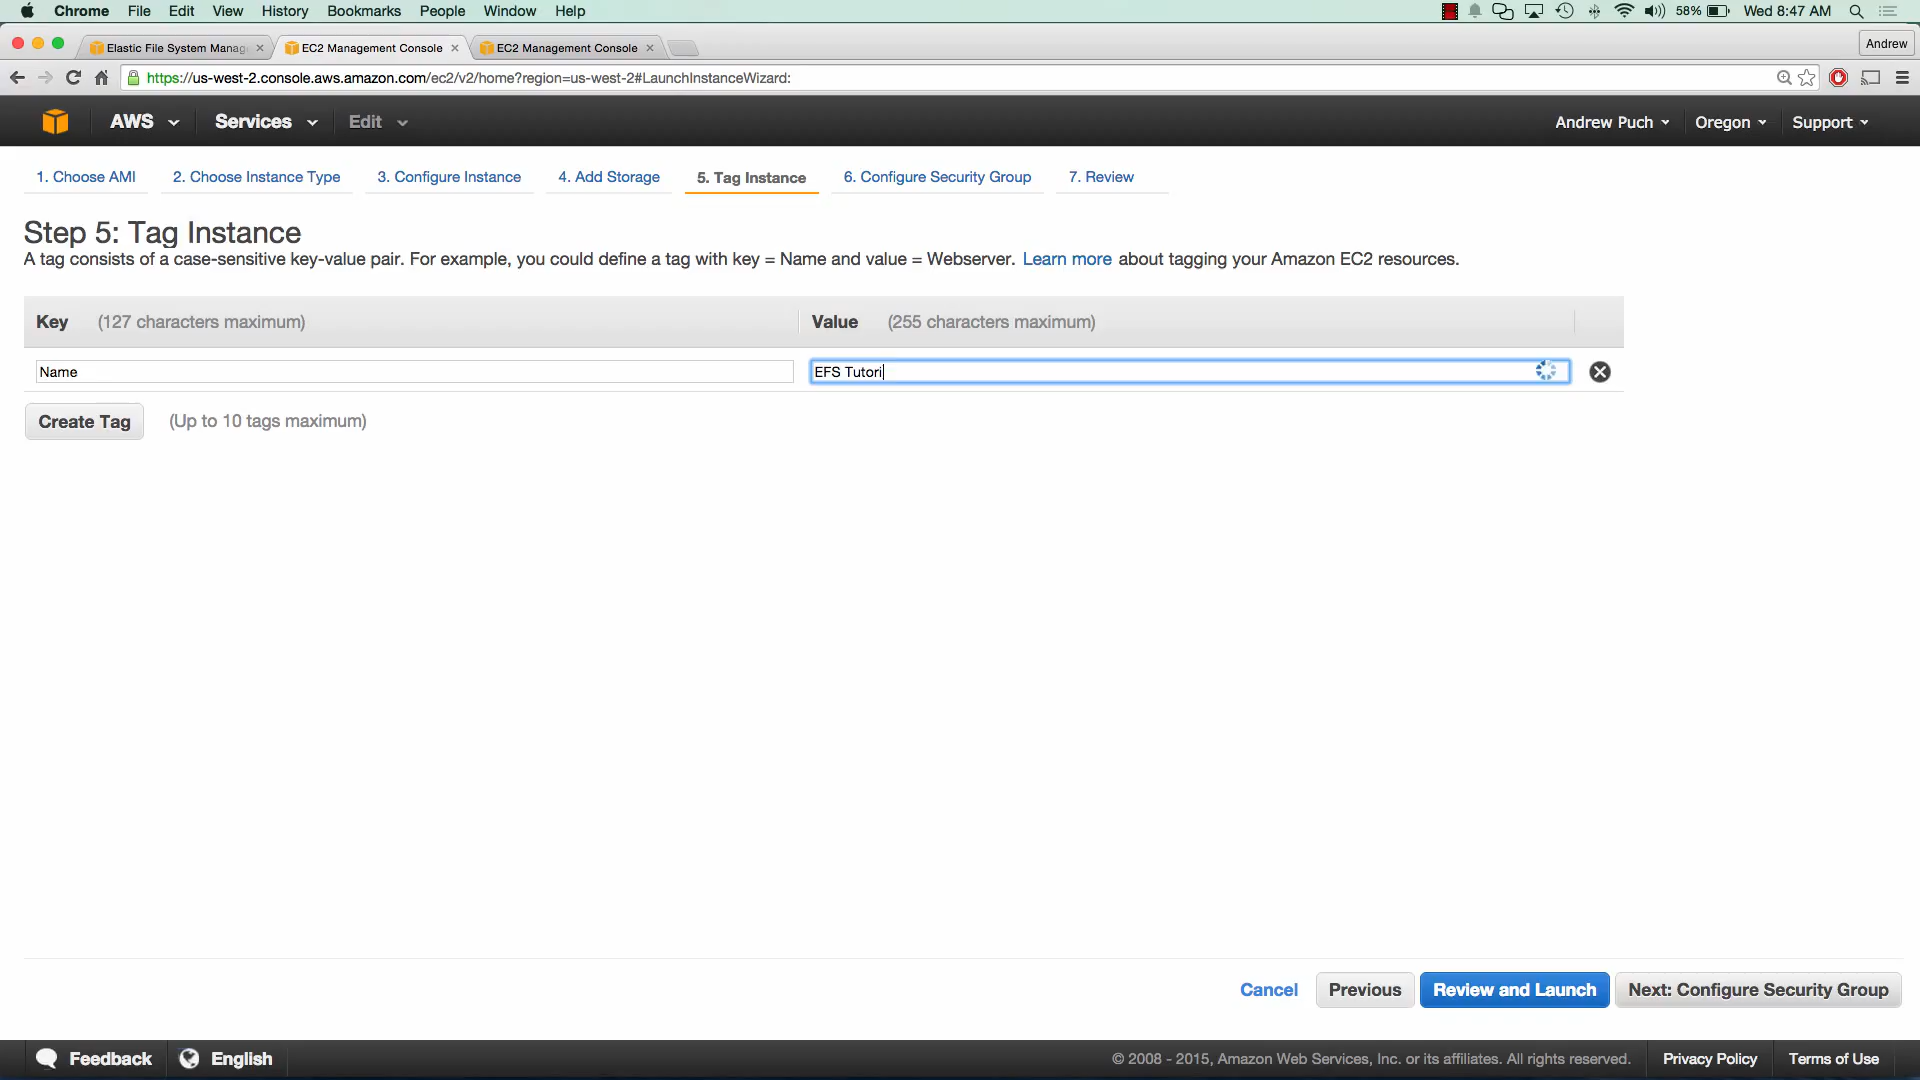 Chrome File Edit View History Bookmarks People Window Help 58% Wed 8:47 AM
Elastic File System Manag EC2 Management Console EC2 Management Console Andrew
https://us-west-2.console.aws.amazon.com/ec2/v2/home?region=us-west-2#LaunchInstanceWizard:
AWS Services Edit Andrew Puch Oregon Support
1. Choose AMI 2. Choose Instance Type 3. Configure Instance 4. Add Storage 5. Tag Instance 6. Configure Security Group 7. Review
Step 5: Tag Instance
A tag consists of a case-sensitive key-value pair. For example, you could define a tag with key = Name and value = Webserver. Learn more about tagging your Amazon EC2 resources.
Key (127 characters maximum) Value (255 characters maximum)
Name EFS Tutori
Create Tag (Up to 10 tags maximum)
Cancel Previous Review and Launch Next: Configure Security Group
Feedback English © 2008 - 2015, Amazon Web Services, Inc. or its affiliates. All rights reserved. Privacy Policy Terms of Use